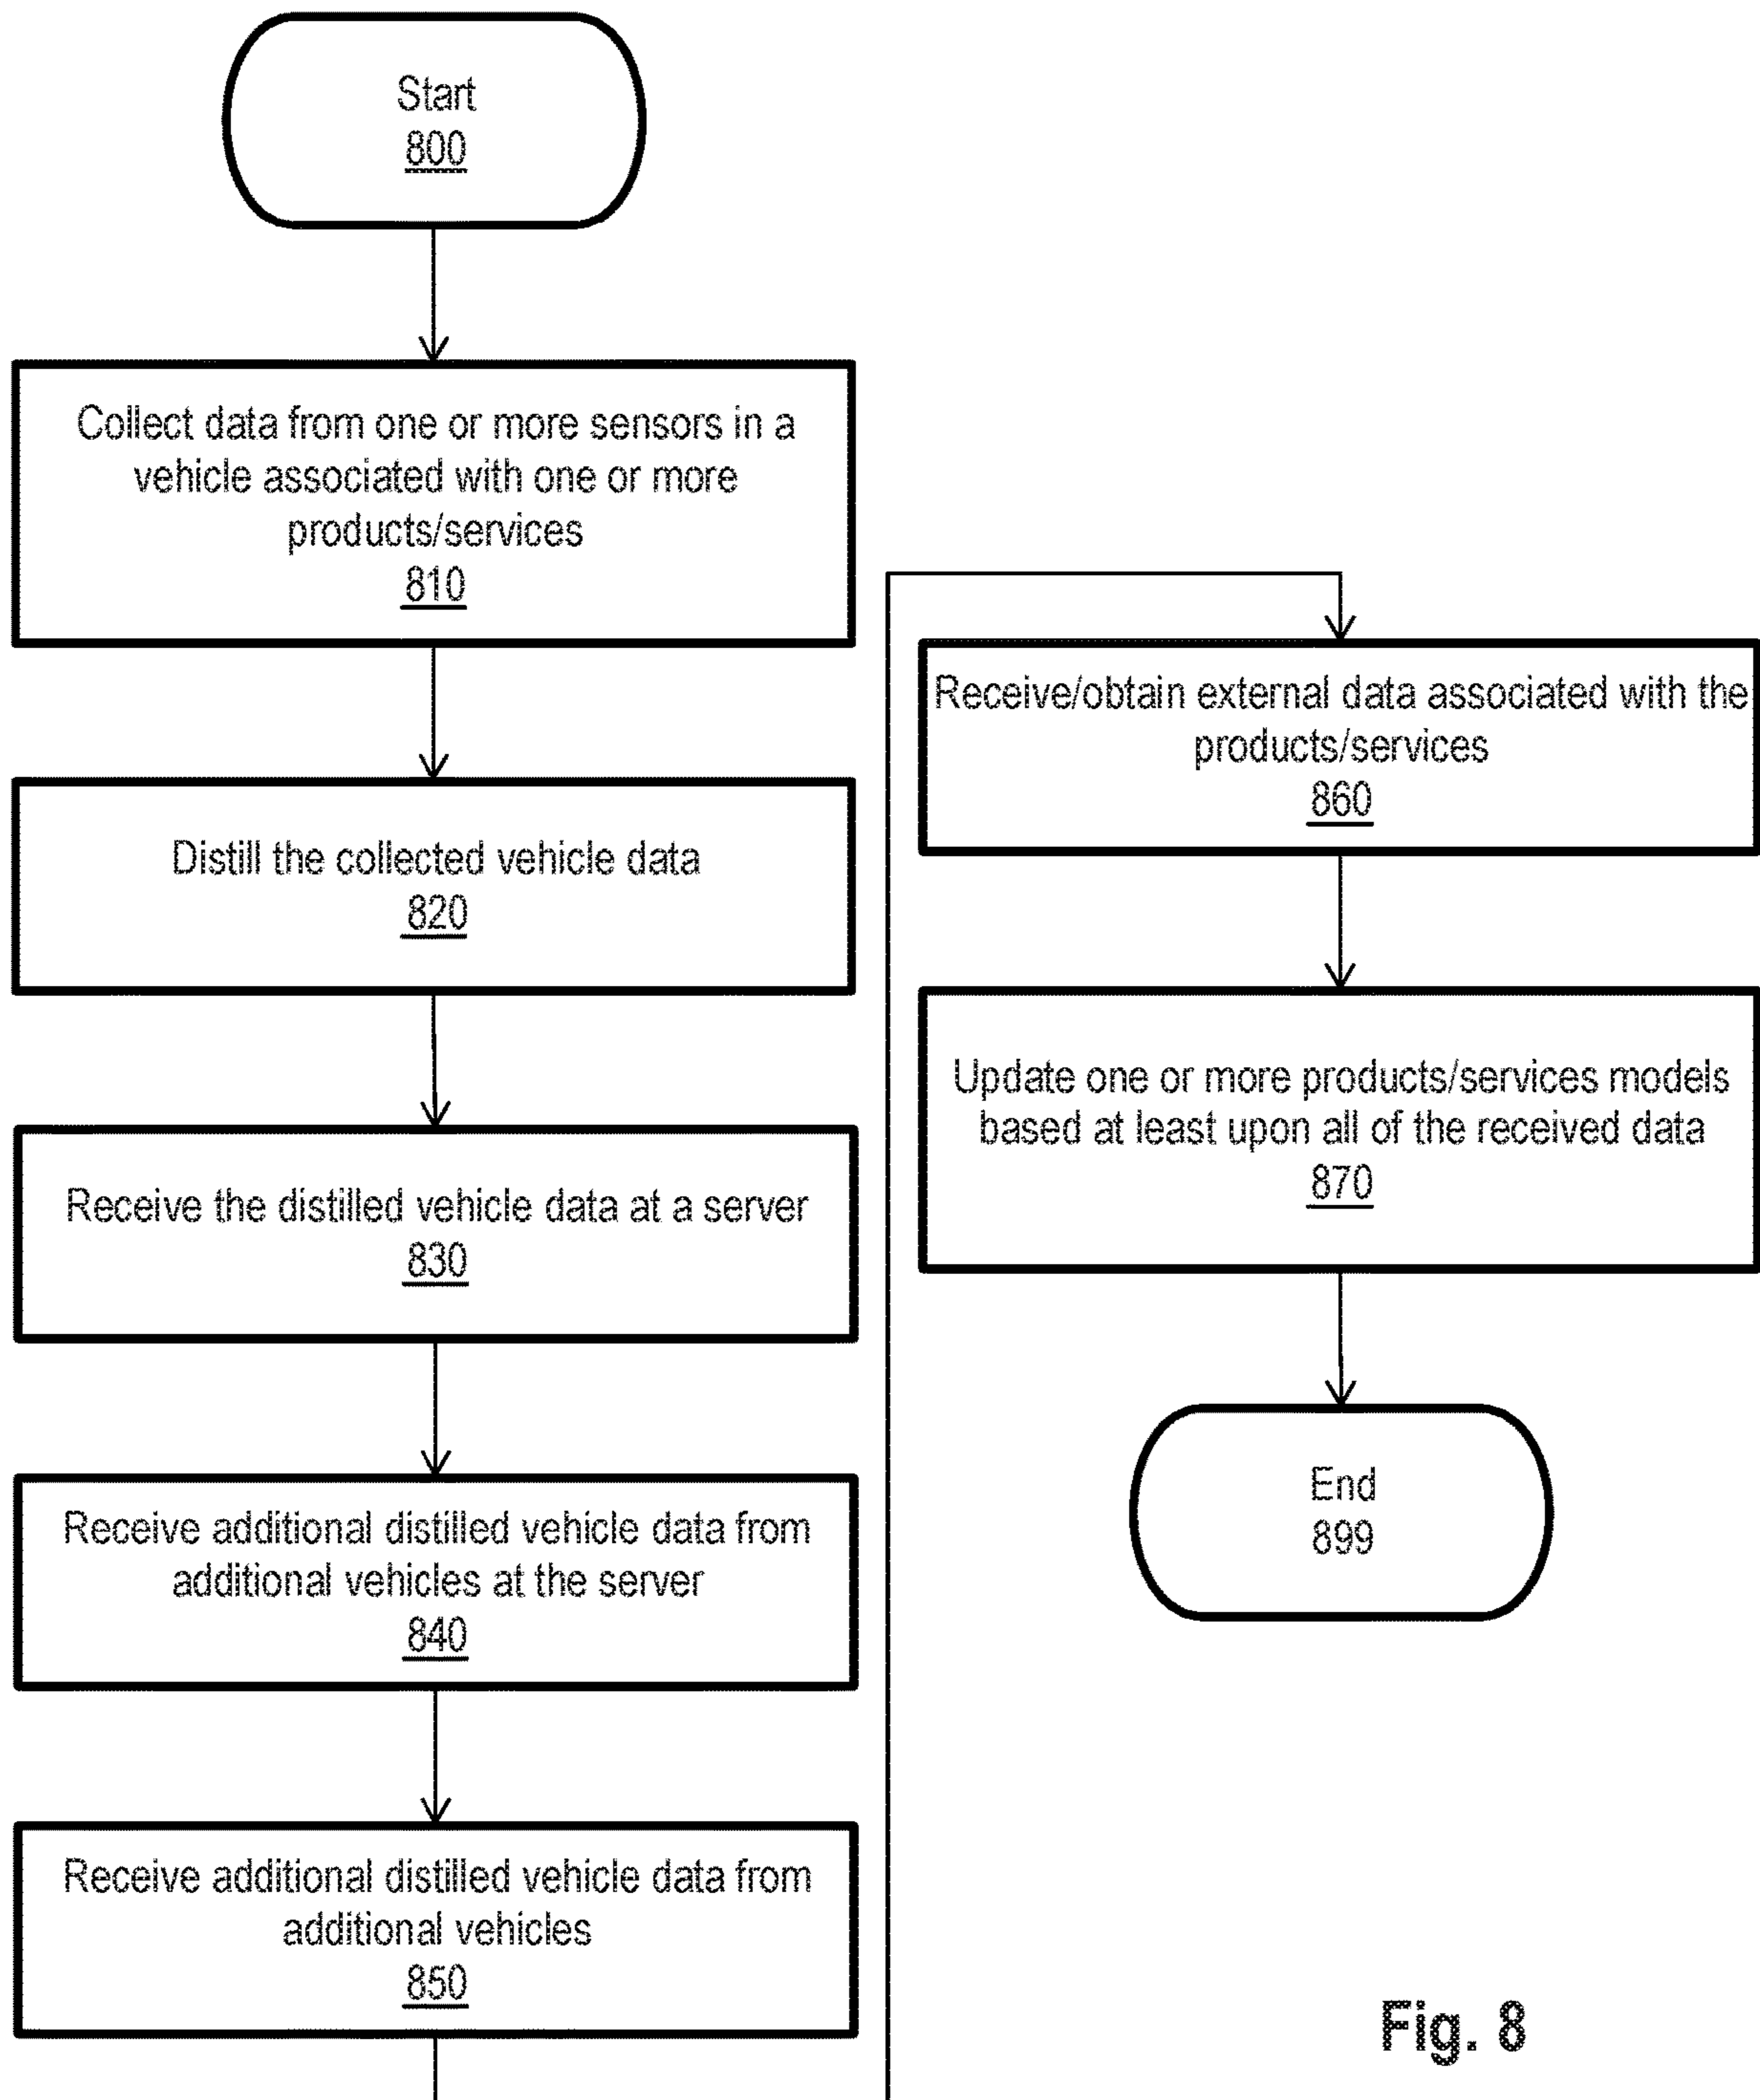 Start
800
Collect data from one or more sensors in a
vehicle associated with one or more
products/services
810
Distill the collected vehicle data
820
Receive the distilled vehicle data at a server
830
Receive additional distilled vehicle data from
additional vehicles at the server
840
Receive additional distilled vehicle data from
additional vehicles
850
Receive/obtain external data associated with the
products/services
860
Update one or more products/services models
based at least upon all of the received data
870
End
899
Fig. 8